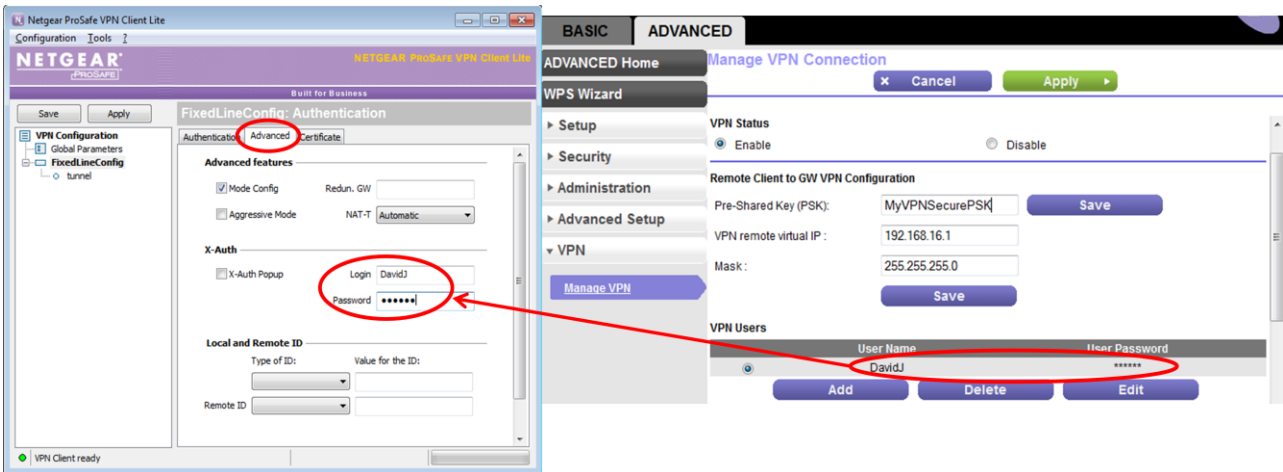 Netgear ProSafe VPN Client Lite
Configuration Tools ?
NETGEAR®
PROSAFE
NETGEAR ProSafe VPN Client Lite
Built for Business
Save
Apply
VPN Configuration
Global Parameters
FixedLineConfig
tunnel
FixedLineConfig: Authentication
Authentication
Advanced
Certificate
Advanced features
Mode Config
Redun. GW
Aggressive Mode
NAT-T
Automatic
X-Auth
X-Auth Popup
Login
DavidJ
Password
••••••
Local and Remote ID
Type of ID:
Value for the ID:
Remote ID
VPN Client ready
BASIC
ADVANCED
ADVANCED Home
WPS Wizard
Setup
Security
Administration
Advanced Setup
VPN
Manage VPN
Manage VPN Connection
Cancel
Apply
VPN Status
Enable
Disable
Remote Client to GW VPN Configuration
Pre-Shared Key (PSK):
MyVPNSecurePSK
Save
VPN remote virtual IP :
192.168.16.1
Mask :
255.255.255.0
Save
VPN Users
User Name
User Password
DavidJ
******
Add
Delete
Edit